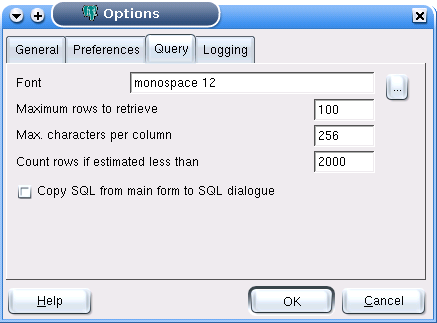 Options
General Preferences Query Logging
Font monospace 12 ...
Maximum rows to retrieve 100
Max. characters per column 256
Count rows if estimated less than 2000
Copy SQL from main form to SQL dialogue
Help OK Cancel